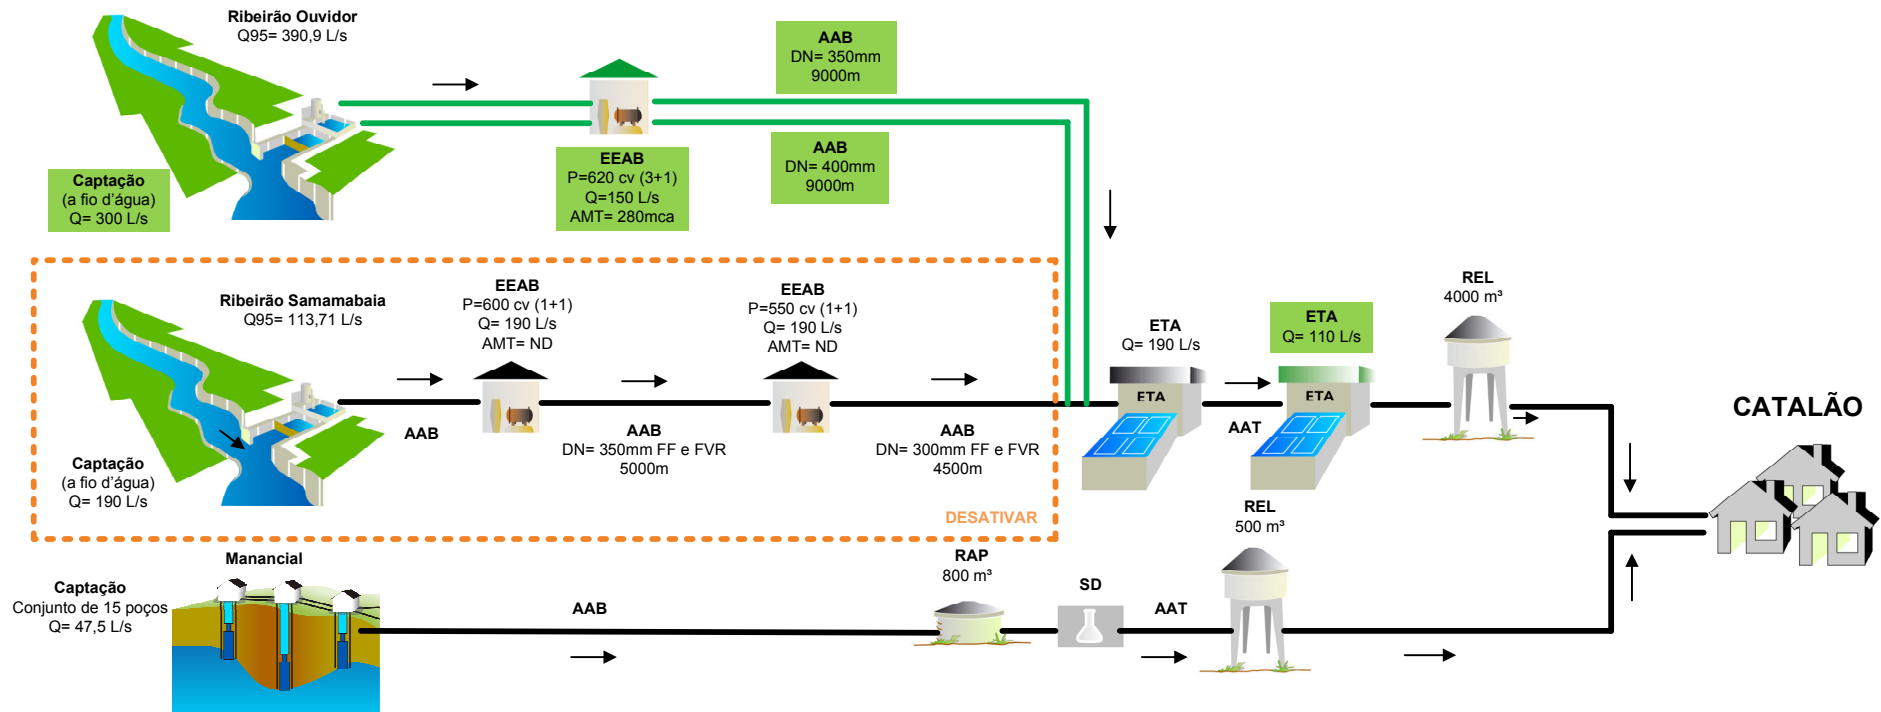 Ribeirão Ouvidor
Q95= 390,9 L/s
Captação
(a fio d'água)
Q= 300 L/s
EEAB
P=620 cv (3+1)
Q=150 L/s
AMT= 280mca
AAB
DN= 350mm
9000m
AAB
DN= 400mm
9000m
Ribeirão Samamabaia
Q95= 113,71 L/s
Captação
(a fio d'água)
Q= 190 L/s
AAB
EEAB
P=600 cv (1+1)
Q= 190 L/s
AMT= ND
AAB
DN= 350mm FF e FVR
5000m
EEAB
P=550 cv (1+1)
Q= 190 L/s
AMT= ND
AAB
DN= 300mm FF e FVR
4500m
DESATIVAR
ETA
Q= 190 L/s
ETA
AAT
ETA
Q= 110 L/s
ETA
REL
4000 m³
CATALÃO
Manancial
Captação
Conjunto de 15 poços
Q= 47,5 L/s
AAB
RAP
800 m³
SD
AAT
REL
500 m³